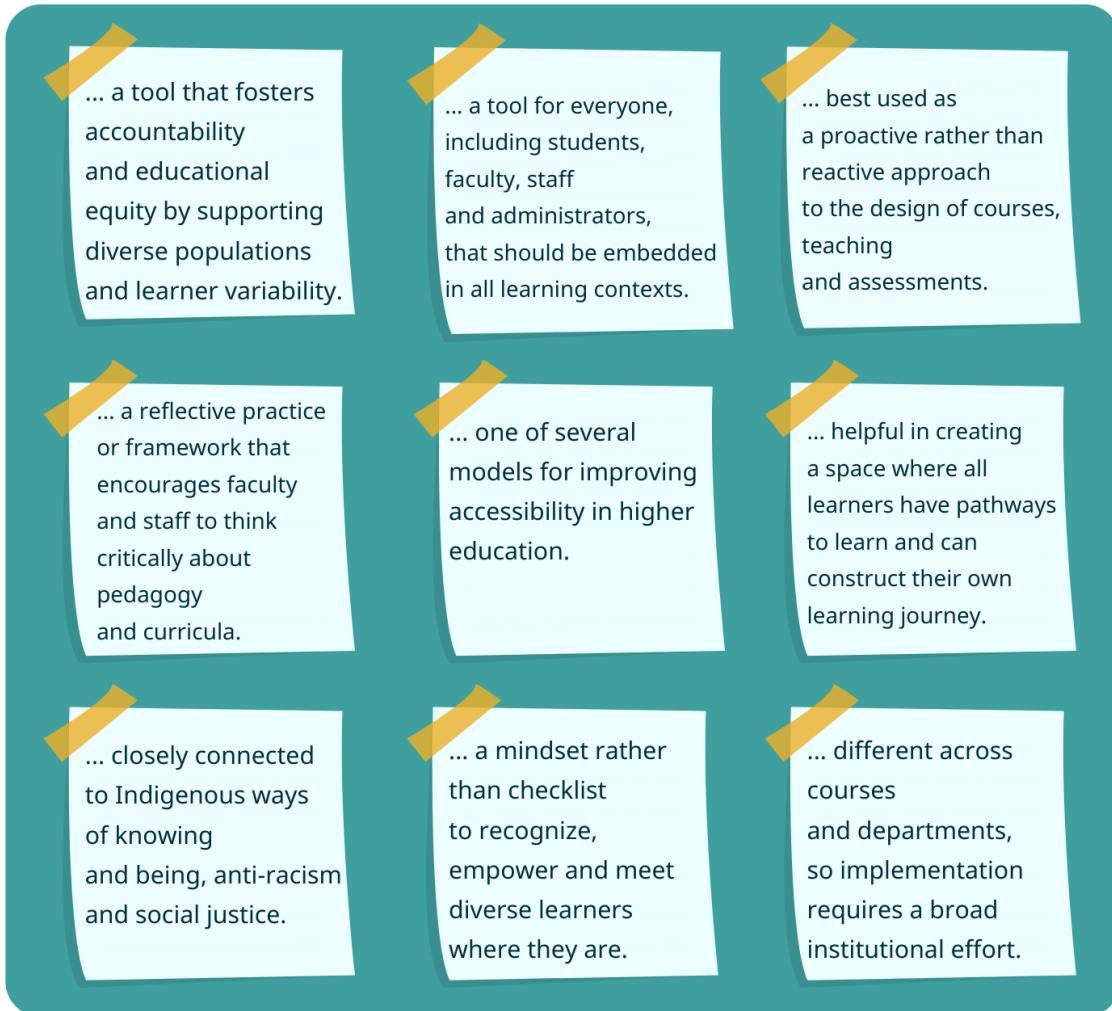 ... a tool that fosters
accountability
and educational
equity by supporting
diverse populations
and learner variability.
... a tool for everyone,
including students,
faculty, staff
and administrators,
that should be embedded
in all learning contexts.
... best used as
a proactive rather than
reactive approach
to the design of courses,
teaching
and assessments.
... a reflective practice
or framework that
encourages faculty
and staff to think
critically about
pedagogy
and curricula.
... one of several
models for improving
accessibility in higher
education.
... helpful in creating
a space where all
learners have pathways
to learn and can
construct their own
learning journey.
... closely connected
to Indigenous ways
of knowing
and being, anti-racism
and social justice.
... a mindset rather
than checklist
to recognize,
empower and meet
diverse learners
where they are.
... different across
courses
and departments,
so implementation
requires a broad
institutional effort.